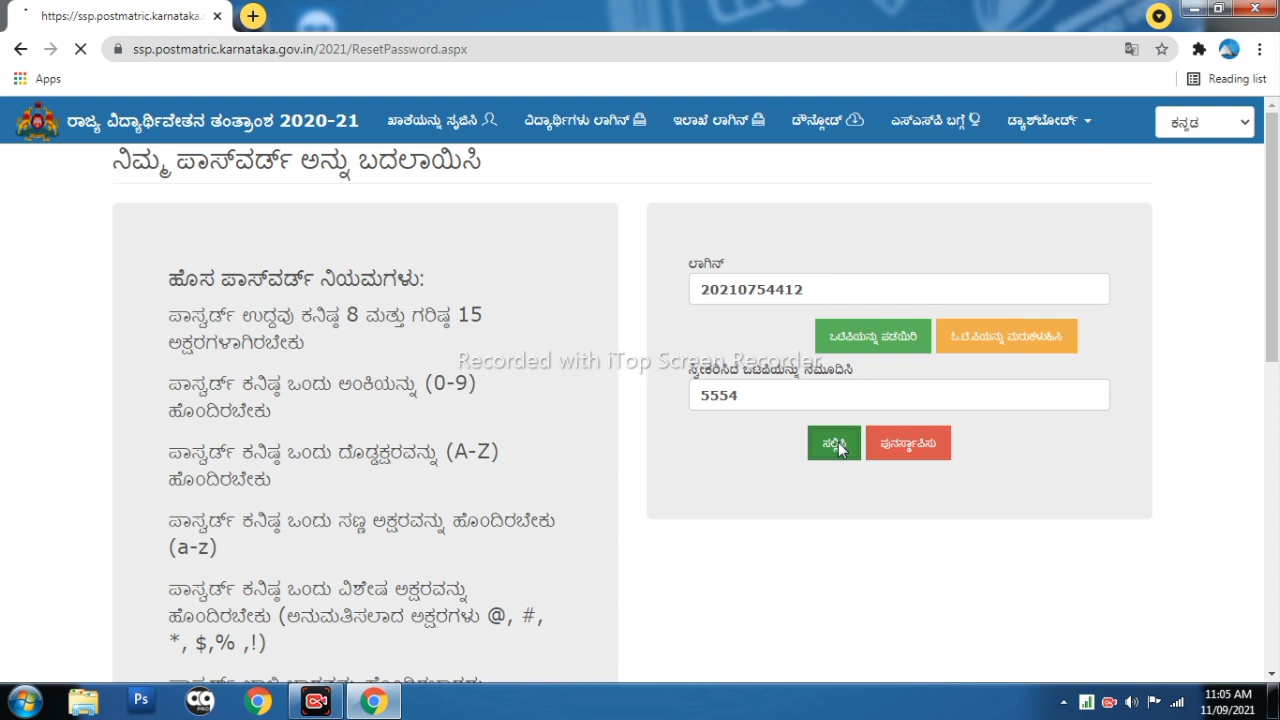 https://ssp.postmatric.karnataka.
ssp.postmatric.karnataka.gov.in/2021/ResetPassword.aspx
Apps
Reading list
ರಾಜ್ಯ ವಿದ್ಯಾರ್ಥಿವೇತನ ತಂತ್ರಾಂಶ 2020-21
ಖಾತೆಯನ್ನು ಸೃಜಿಸಿ
ವಿದ್ಯಾರ್ಥಿಗಳು ಲಾಗಿನ್
ಇಲಾಖೆ ಲಾಗಿನ್
ಡೌನ್ಲೋಡ್
ಎಸ್ಎಸ್ಪಿ ಬಗ್ಗೆ
ಡ್ಯಾಶ್‌ಬೋರ್ಡ್
ಕನ್ನಡ
ನಿಮ್ಮ ಪಾಸ್‌ವರ್ಡ್ ಅನ್ನು ಬದಲಾಯಿಸಿ
ಹೊಸ ಪಾಸ್‌ವರ್ಡ್ ನಿಯಮಗಳು:
ಪಾಸ್ವರ್ಡ್ ಉದ್ದವು ಕನಿಷ್ಠ 8 ಮತ್ತು ಗರಿಷ್ಠ 15
ಅಕ್ಷರಗಳಾಗಿರಬೇಕು
ಪಾಸ್ವರ್ಡ್ ಕನಿಷ್ಠ ಒಂದು ಅಂಕಿಯನ್ನು (0-9)
ಹೊಂದಿರಬೇಕು
ಪಾಸ್ವರ್ಡ್ ಕನಿಷ್ಠ ಒಂದು ದೊಡ್ಡಕ್ಷರವನ್ನು (A-Z)
ಹೊಂದಿರಬೇಕು
ಪಾಸ್ವರ್ಡ್ ಕನಿಷ್ಠ ಒಂದು ಸಣ್ಣ ಅಕ್ಷರವನ್ನು ಹೊಂದಿರಬೇಕು
(a-z)
ಪಾಸ್ವರ್ಡ್ ಕನಿಷ್ಠ ಒಂದು ವಿಶೇಷ ಅಕ್ಷರವನ್ನು
ಹೊಂದಿರಬೇಕು (ಅನುಮತಿಸಲಾದ ಅಕ್ಷರಗಳು @, #,
*, $,% ,!)
ಲಾಗಿನ್
20210754412
ಒಟಿಪಿಯನ್ನು ಪಡೆಯಿರಿ
ಓ.ಟಿ.ಪಿಯನ್ನು ಮರುಕಳುಹಿಸಿ
Recorded with iTop Screen Recorder
ಸ್ವೀಕರಿಸಿದ ಒಟಿಪಿಯನ್ನು ನಮೂದಿಸಿ
5554
ಸಲ್ಲಿಸಿ
ಪುನರ್ಸ್ಥಾಪಿಸು
Ps
PRO
11:05 AM
11/09/2021